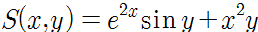 S(x,y) = e^{2x} sin y + x^2 y